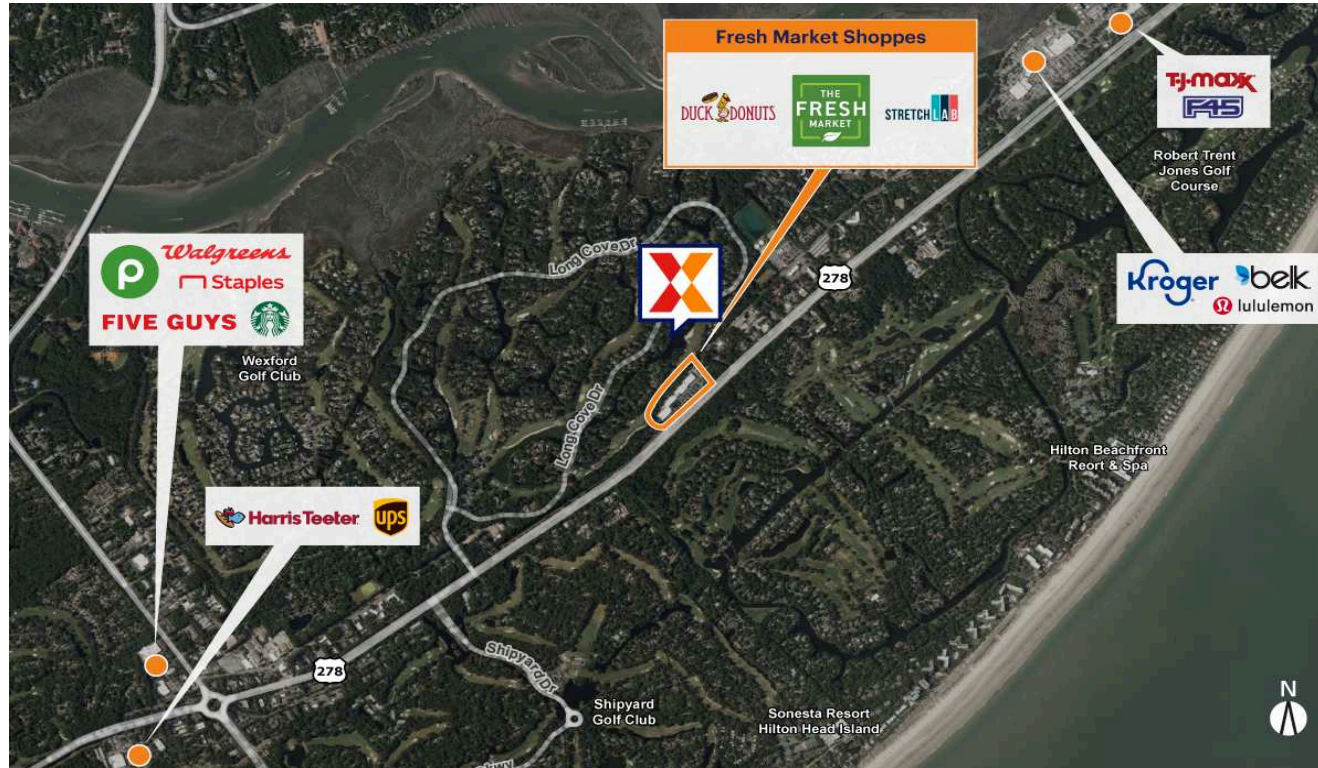 Fresh Market Shoppes
DUCK DONUTS
THE
FRESH
MARKET
STRETCH LAB
T·J·maxx
F45
Robert Trent
Jones Golf
Course
Kroger
belk
lululemon
278
Long Cove Dr
Long Cove Dr
P
Walgreens
Staples
FIVE GUYS
Wexford
Golf Club
Harris Teeter
ups
Hilton Beachfront
Reort & Spa
278
Shipyard Dr
Shipyard
Golf Club
Sonesta Resort
Hilton Head Island
N